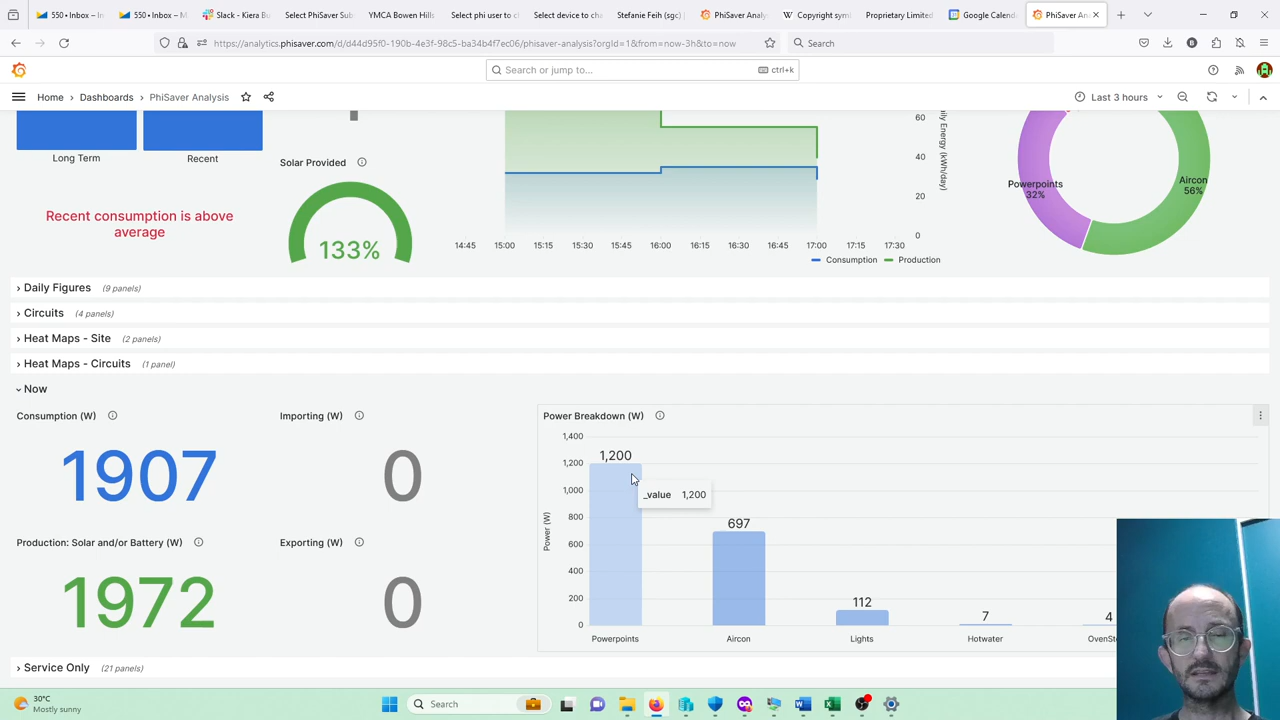 550 • Inbox – In
550 • Inbox – M
Slack - Kiera Bu
Select PhiSaver Sub
YMCA Bowen Hills
Select phi user to ch
Select device to cha
Stefanie Feih (sgc)
PhiSaver Analy
Copyright symb
Proprietary Limited
Google Calenda
PhiSaver An
https://analytics.phisaver.com/d/d44d95f0-190b-4e3f-98c5-ba34b4f7ec06/phisaver-analysis?orgId=1&from=now-3h&to=now
Search
Search or jump to...
ctrl+k
Home › Dashboards › PhiSaver Analysis
Last 3 hours
Long Term
Recent
Recent consumption is above
average
Solar Provided
133%
60
40
20
0
ily Energy (kWh/day)
14:45 15:00 15:15 15:30 15:45 16:00 16:15 16:30 16:45 17:00 17:15 17:30
Consumption Production
Powerpoints
32%
Aircon
56%
Daily Figures (9 panels)
Circuits (4 panels)
Heat Maps - Site (2 panels)
Heat Maps - Circuits (1 panel)
Now
Consumption (W)
1907
Importing (W)
0
Production: Solar and/or Battery (W)
1972
Exporting (W)
0
Power Breakdown (W)
Power (W)
1,400
1,200
1,000
800
600
400
200
0
1,200
697
112
7
4
_value 1,200
Powerpoints
Aircon
Lights
Hotwater
OvenSt
Service Only (21 panels)
30°C
Mostly sunny
Search